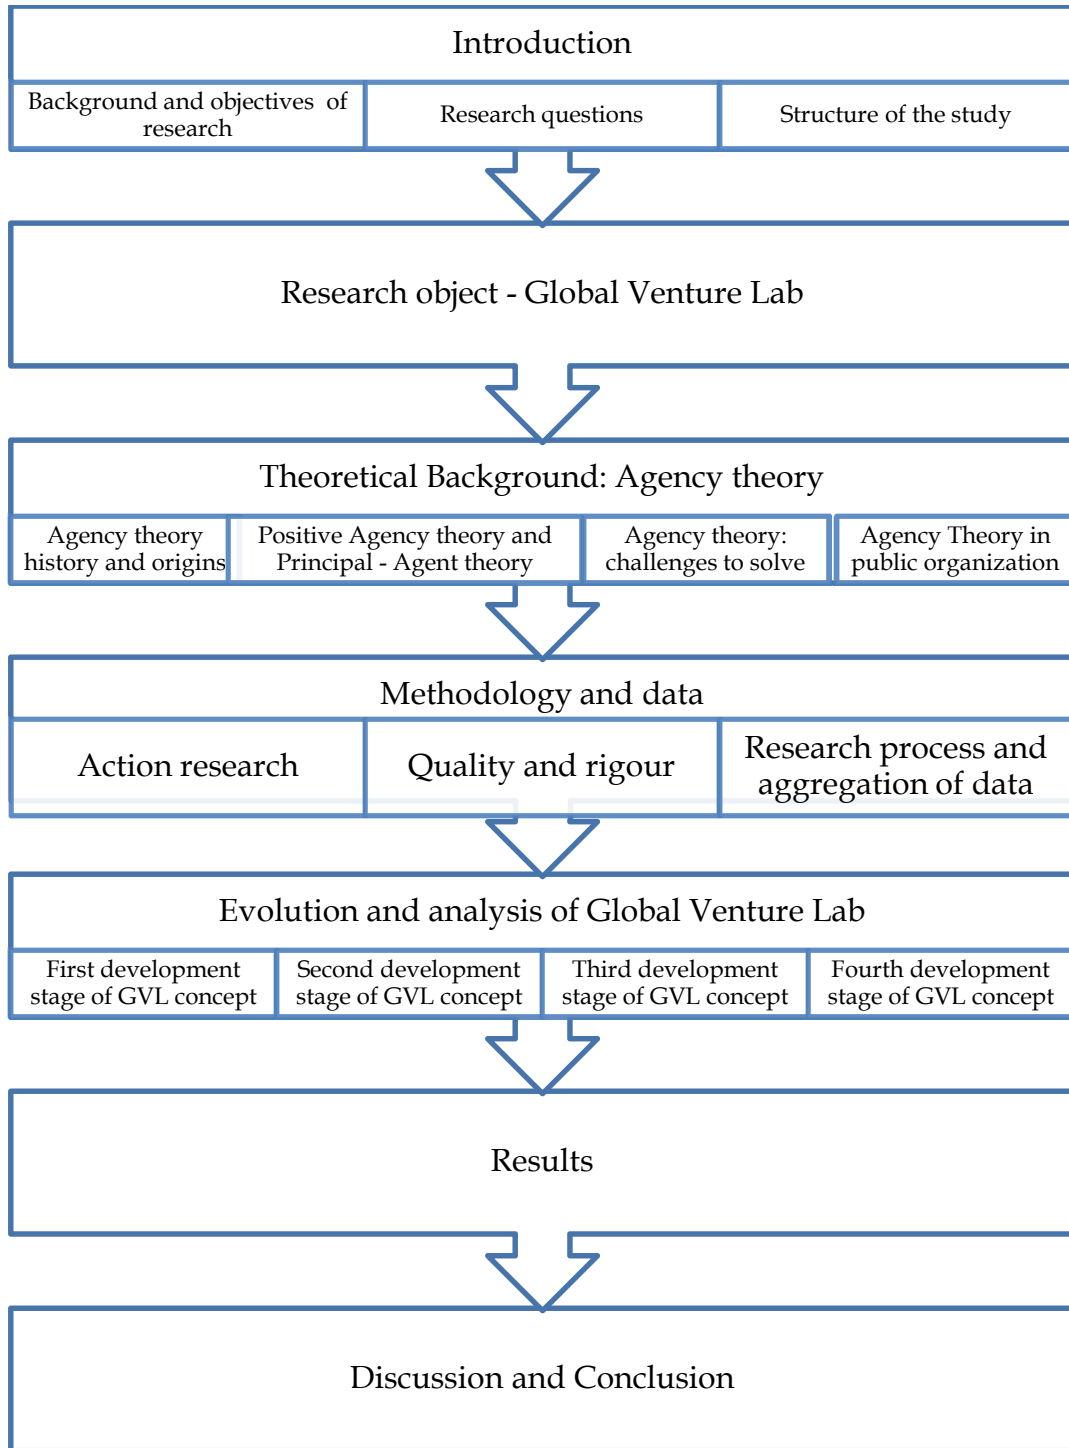 Introduction
Background and objectives of
research
Research questions
Structure of the study
Research object - Global Venture Lab
Theoretical Background: Agency theory
Agency theory
history and origins
Positive Agency theory and
Principal - Agent theory
Agency theory:
challenges to solve
Agency Theory in
public organization
Methodology and data
Action research
Quality and rigour
Research process and
aggregation of data
Evolution and analysis of Global Venture Lab
First development
stage of GVL concept
Second development
stage of GVL concept
Third development
stage of GVL concept
Fourth development
stage of GVL concept
Results
Discussion and Conclusion